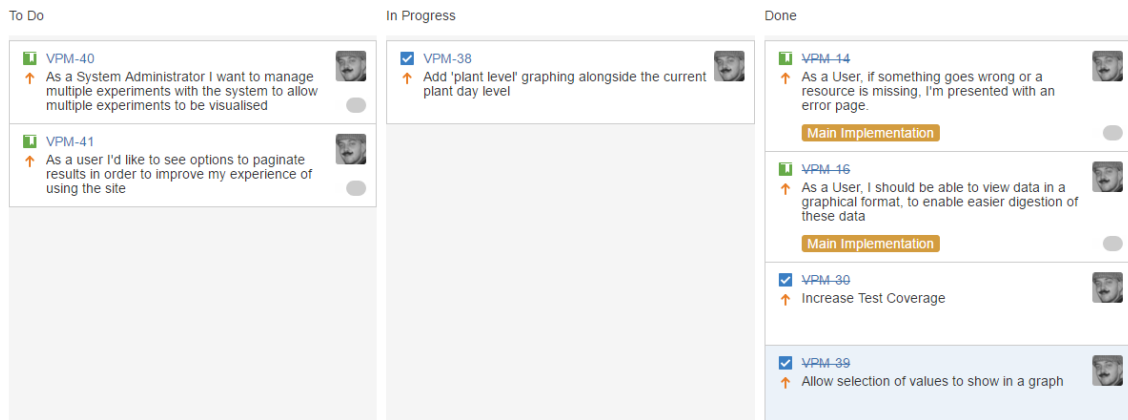 To Do
VPM-40
As a System Administrator I want to manage
multiple experiments with the system to allow
multiple experiments to be visualised
VPM-41
As a user I'd like to see options to paginate
results in order to improve my experience of
using the site
In Progress
VPM-38
Add 'plant level' graphing alongside the current
plant day level
Done
VPM-14
As a User, if something goes wrong or a
resource is missing, I'm presented with an
error page.
Main Implementation
VPM-16
As a User, I should be able to view data in a
graphical format, to enable easier digestion of
these data
Main Implementation
VPM-30
Increase Test Coverage
VPM-39
Allow selection of values to show in a graph